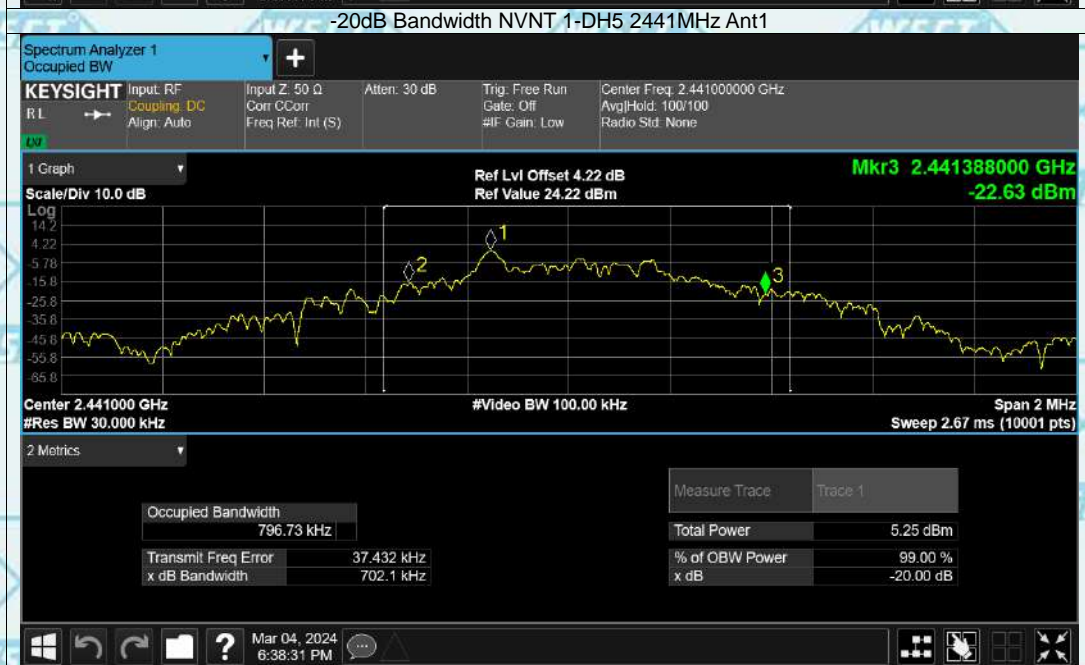 -20dB Bandwidth NVNT 1-DH5 2441MHz Ant1
Spectrum Analyzer 1
Occupied BW
+
KEYSIGHT Input: RF Input Z: 50 Ω Atten: 30 dB Trig: Free Run Center Freq: 2.441000000 GHz
R L Coupling: DC Corr CCorr Gate: Off Avg|Hold: 100/100
Align: Auto Freq Ref: Int (S) #IF Gain: Low Radio Std: None
LXI
1 Graph Ref Lvl Offset 4.22 dB Mkr3 2.441388000 GHz
Scale/Div 10.0 dB Ref Value 24.22 dBm -22.63 dBm
Log
14.2
4.22
-5.78
-15.8
-25.8
-35.8
-45.8
-55.8
-65.8
1
2
3
Center 2.441000 GHz #Video BW 100.00 kHz Span 2 MHz
#Res BW 30.000 kHz Sweep 2.67 ms (10001 pts)
2 Metrics
Measure Trace Trace 1
Occupied Bandwidth
796.73 kHz Total Power 5.25 dBm
Transmit Freq Error 37.432 kHz % of OBW Power 99.00 %
x dB Bandwidth 702.1 kHz x dB -20.00 dB
? Mar 04, 2024
6:38:31 PM